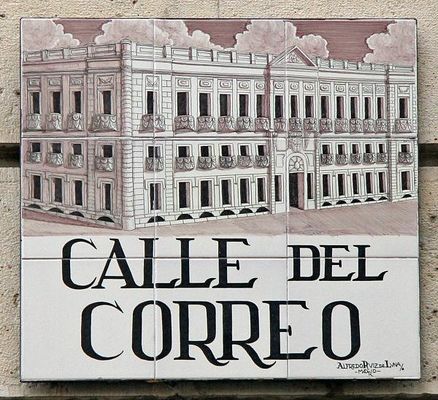 CALLE DEL
CORREO
ALFREDO RUIZ DE LUNA